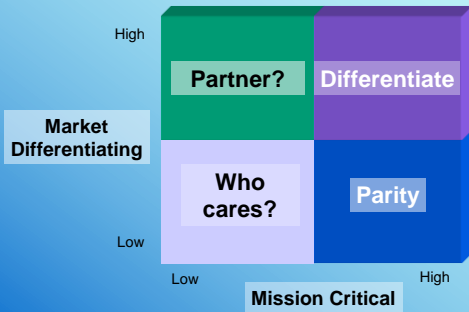 High
Partner?
Differentiate
Market
Differentiating
Who
cares?
Parity
Low
Low
High
Mission Critical